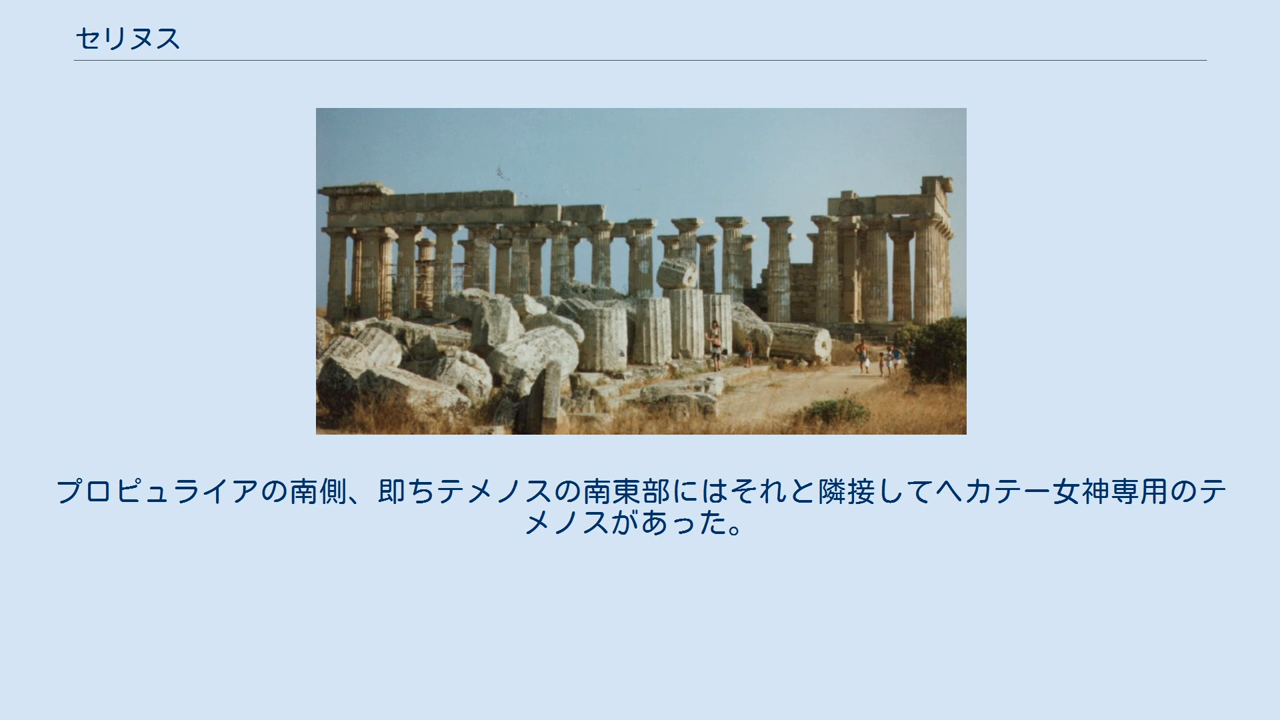 セリヌス
プロピュライアの南側、即ちテメノスの南東部にはそれと隣接してヘカテー女神専用のテ
メノスがあった。